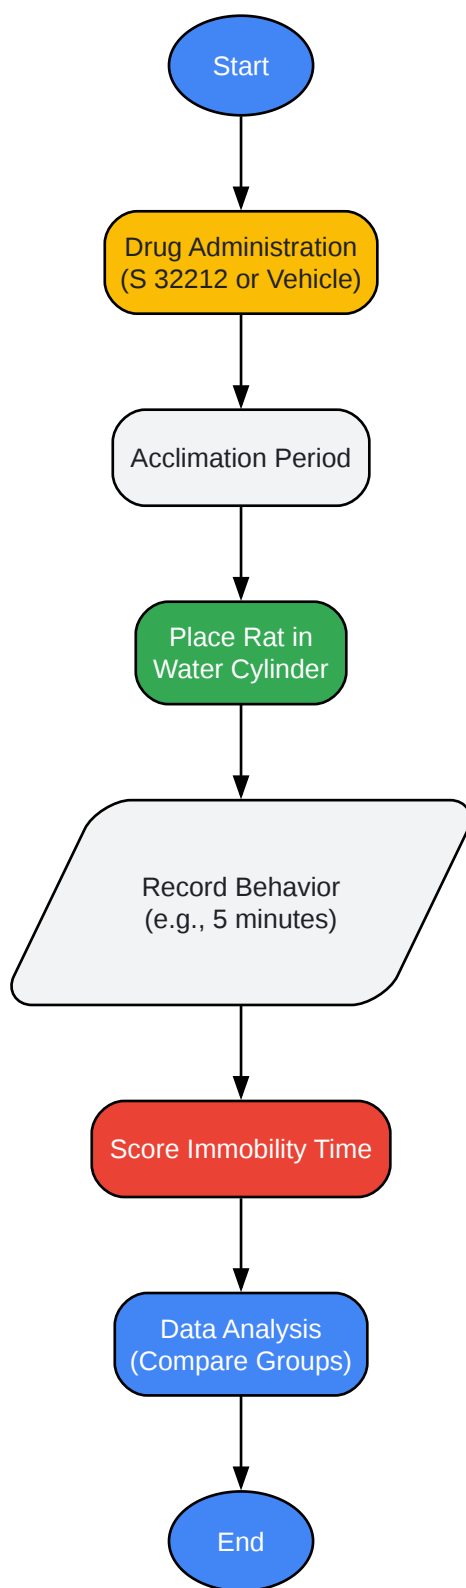 Start
Drug Administration
(S 32212 or Vehicle)
Acclimation Period
Place Rat in
Water Cylinder
Record Behavior
(e.g., 5 minutes)
Score Immobility Time
Data Analysis
(Compare Groups)
End